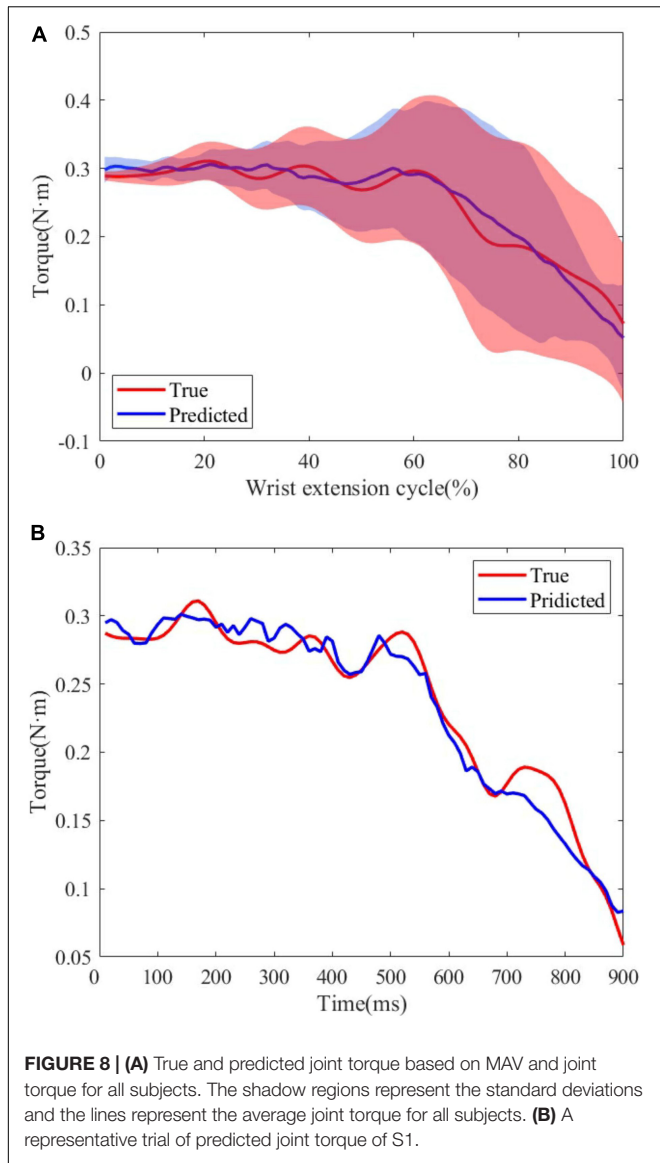 A
0.5
0.4
0.3
0.2
0.1
0
-0.1
Torque(N·m)
True
Predicted
0 20 40 60 80 100
Wrist extension cycle(%)
B
0.35
0.3
0.25
0.2
0.15
0.1
0.05
Torque(N·m)
True
Pridicted
0 100 200 300 400 500 600 700 800 900
Time(ms)
FIGURE 8 | (A) True and predicted joint torque based on MAV and joint
torque for all subjects. The shadow regions represent the standard deviations
and the lines represent the average joint torque for all subjects. (B) A
representative trial of predicted joint torque of S1.